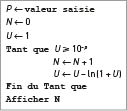 P ← valeur saisie
N ← 0
U ← 1
Tant que U ⩾ 10⁻ᵖ
N ← N + 1
U ← U − ln(1 + U)
Fin du Tant que
Afficher N